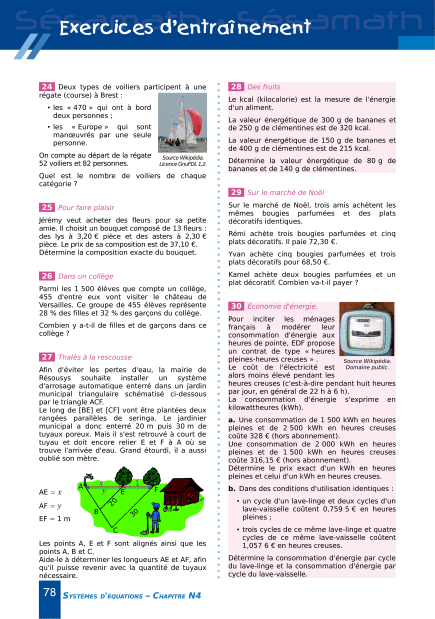 Sésamath Sésamath
Exercices d'entraînement
24 Deux types de voiliers participent à une
régate (course) à Brest :
• les « 470 » qui ont à bord
deux personnes ;
• les « Europe » qui sont
manœuvrés par une seule
personne.
On compte au départ de la régate
52 voiliers et 82 personnes.
Source Wikipédia.
Licence GnuFDL 1,2.
Quel est le nombre de voiliers de chaque
catégorie ?
25 Pour faire plaisir
Jérémy veut acheter des fleurs pour sa petite
amie. Il choisit un bouquet composé de 13 fleurs :
des lys à 3,20 € pièce et des asters à 2,30 €
pièce. Le prix de sa composition est de 37,10 €.
Détermine la composition exacte du bouquet.
26 Dans un collège
Parmi les 1 500 élèves que compte un collège,
455 d'entre eux vont visiter le château de
Versailles. Ce groupe de 455 élèves représente
28 % des filles et 32 % des garçons du collège.
Combien y a-t-il de filles et de garçons dans ce
collège ?
27 Thalès à la rescousse
Afin d'éviter les pertes d'eau, la mairie de
Résousys souhaite installer un système
d'arrosage automatique enterré dans un jardin
municipal triangulaire schématisé ci-dessous
par le triangle ACF.
Le long de [BE] et [CF] vont être plantées deux
rangées parallèles de seringa. Le jardinier
municipal a donc enterré 20 m puis 30 m de
tuyaux poreux. Mais il s'est retrouvé à court de
tuyau et doit encore relier E et F à A où se
trouve l'arrivée d'eau. Grand étourdi, il a aussi
oublié son mètre.
AE = x
AF = y
EF = 1 m
A
y
E
F
B
20
30
C
Les points A, E et F sont alignés ainsi que les
points A, B et C.
Aide-le à déterminer les longueurs AE et AF, afin
qu'il puisse revenir avec la quantité de tuyaux
nécessaire.
28 Des fruits
Le kcal (kilocalorie) est la mesure de l'énergie
d'un aliment.
La valeur énergétique de 300 g de bananes et
de 250 g de clémentines est de 320 kcal.
La valeur énergétique de 150 g de bananes et
de 400 g de clémentines est de 215 kcal.
Détermine la valeur énergétique de 80 g de
bananes et de 140 g de clémentines.
29 Sur le marché de Noël
Sur le marché de Noël, trois amis achètent les
mêmes bougies parfumées et des plats
décoratifs identiques.
Rémi achète trois bougies parfumées et cinq
plats décoratifs. Il paie 72,30 €.
Yvan achète cinq bougies parfumées et trois
plats décoratifs pour 68,50 €.
Kamel achète deux bougies parfumées et un
plat décoratif. Combien va-t-il payer ?
30 Économie d'énergie.
Pour inciter les ménages
français à modérer leur
consommation d'énergie aux
heures de pointe, EDF propose
un contrat de type « heures
pleines-heures creuses » .
Le coût de l'électricité est
alors moins élevé pendant les
Source Wikipédia.
Domaine public.
heures creuses (c'est-à-dire pendant huit heures
par jour, en général de 22 h à 6 h).
La consommation d'énergie s'exprime en
kilowattheures (kWh).
a. Une consommation de 1 500 kWh en heures
pleines et de 2 500 kWh en heures creuses
coûte 328 € (hors abonnement).
Une consommation de 2 000 kWh en heures
pleines et de 1 500 kWh en heures creuses
coûte 316,15 € (hors abonnement).
Détermine le prix exact d'un kWh en heures
pleines et celui d'un kWh en heures creuses.
b. Dans des conditions d'utilisation identiques :
• un cycle d'un lave-linge et deux cycles d'un
lave-vaisselle coûtent 0,759 5 € en heures
pleines ;
• trois cycles de ce même lave-linge et quatre
cycles de ce même lave-vaisselle coûtent
1,057 6 € en heures creuses.
Détermine la consommation d'énergie par cycle
du lave-linge et la consommation d'énergie par
cycle du lave-vaisselle.
78 SYSTÈMES D'ÉQUATIONS – CHAPITRE N4